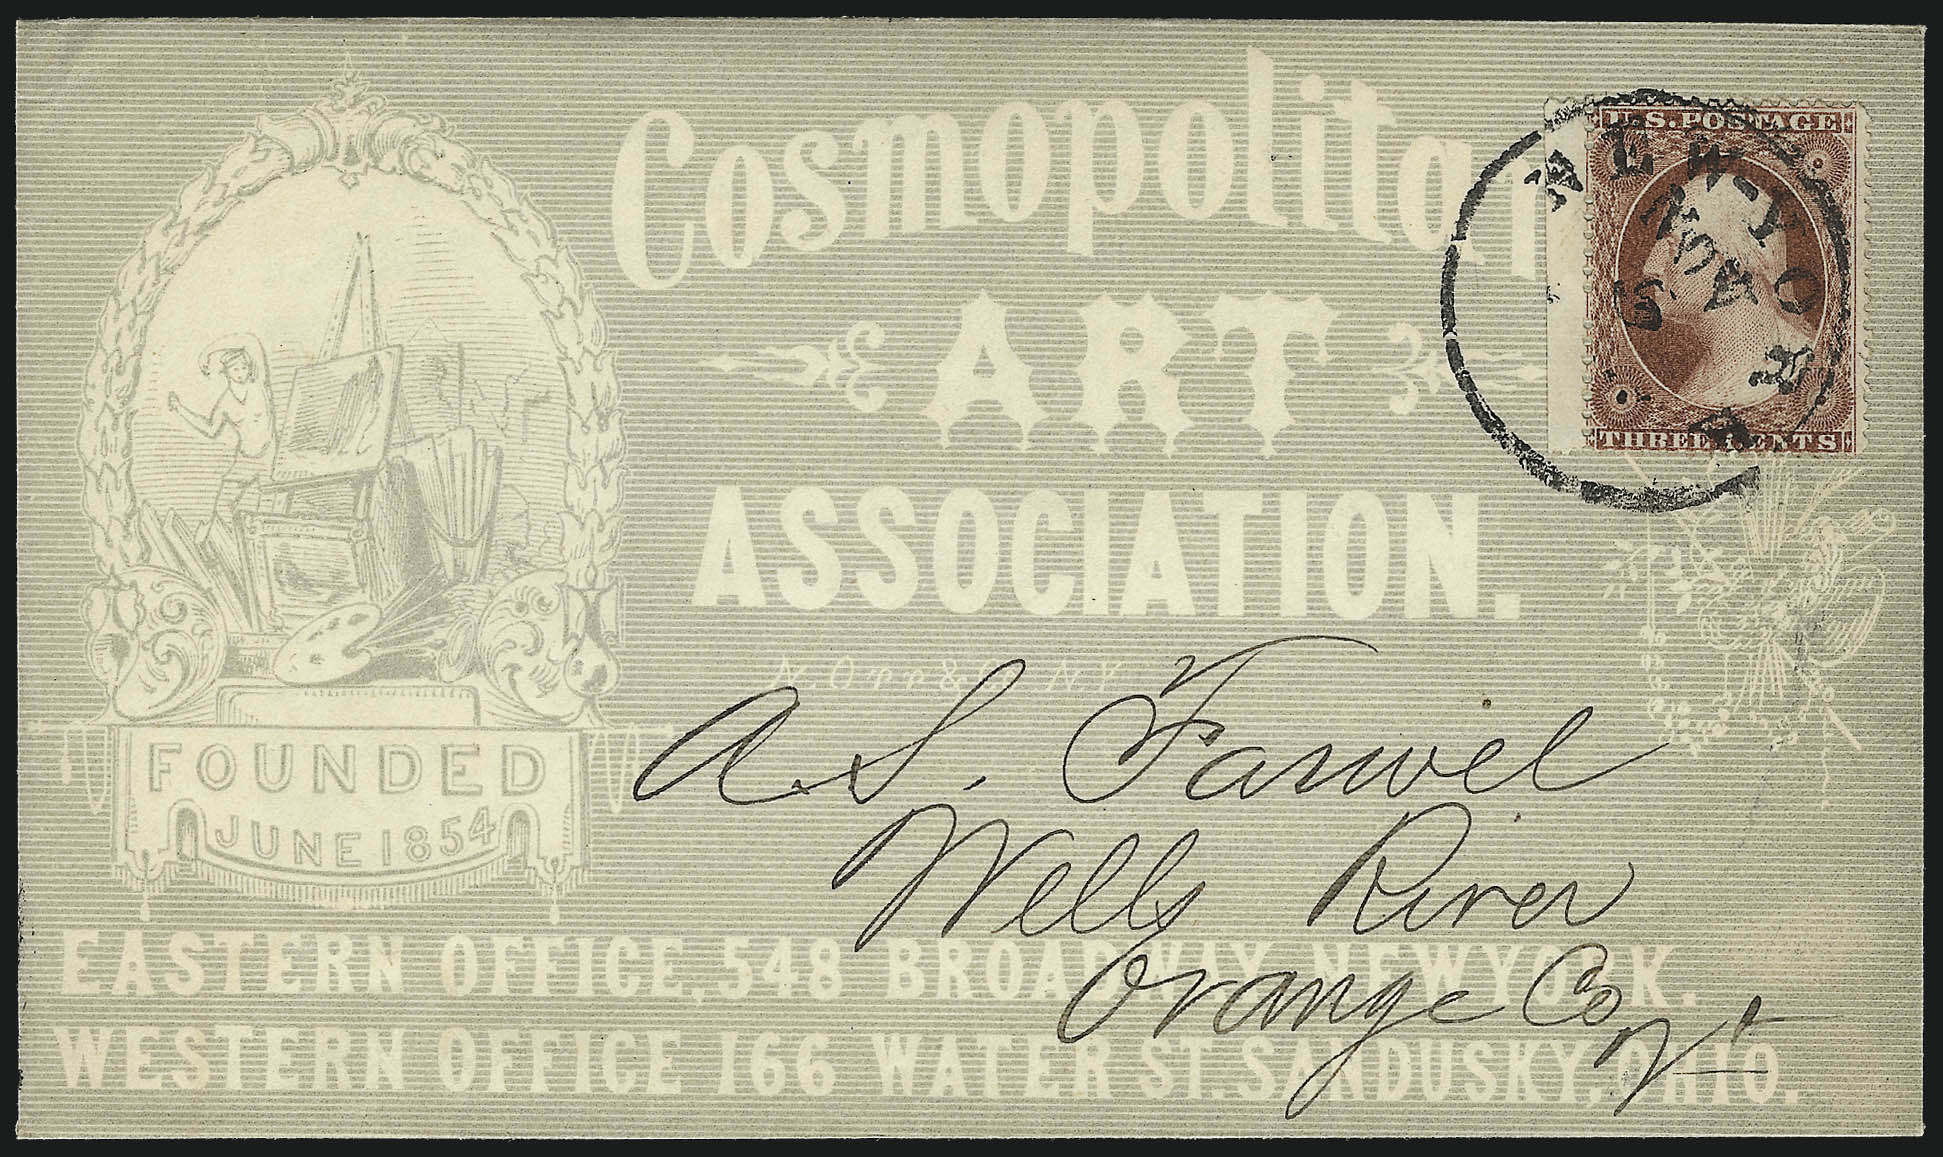 Cosmopolitan
ART
ASSOCIATION.
U.S. POSTAGE
THREE CENTS
NEW-YORK
AUG
N. Orr & Co NY
FOUNDED
JUNE 1854
A. S. Farwel
Wells River
Orange Co
Vt
EASTERN OFFICE, 548 BROADWAY, NEW YORK.
WESTERN OFFICE 166 WATER ST. SANDUSKY, OHIO.